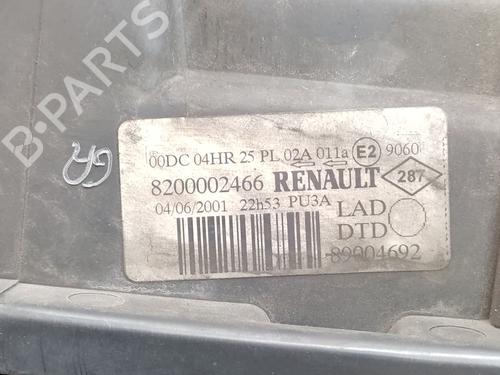 B-PARTS
00DC 04HR 25 PL 02A 011a E2 9060
8200002466 RENAULT 287
04/06/2001 22h53 PU3A LAD
DTD
89004692